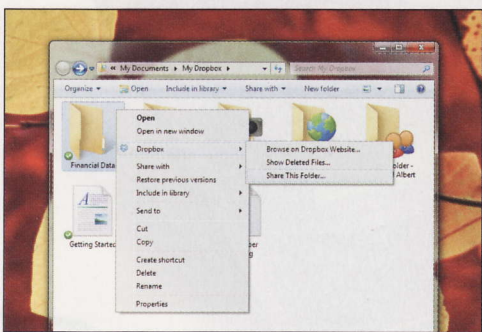 « My Documents ▸ My Dropbox ▸
Search My Dropbox
Organize ▾ Open Include in library ▾ Share with ▾ New folder
Open
Open in new window
Dropbox
Share with
Restore previous versions
Include in library
Send to
Cut
Copy
Create shortcut
Delete
Rename
Properties
Browse on Dropbox Website...
Show Deleted Files...
Share This Folder...
Financial Data
older -
Albert
Getting Started
per
g